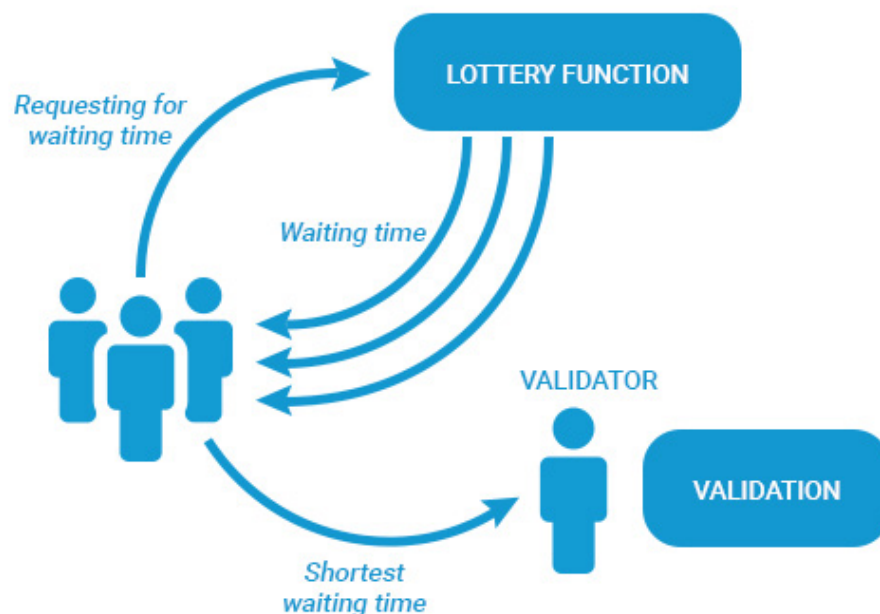 LOTTERY FUNCTION
Requesting for
waiting time
Waiting time
VALIDATOR
VALIDATION
Shortest
waiting time